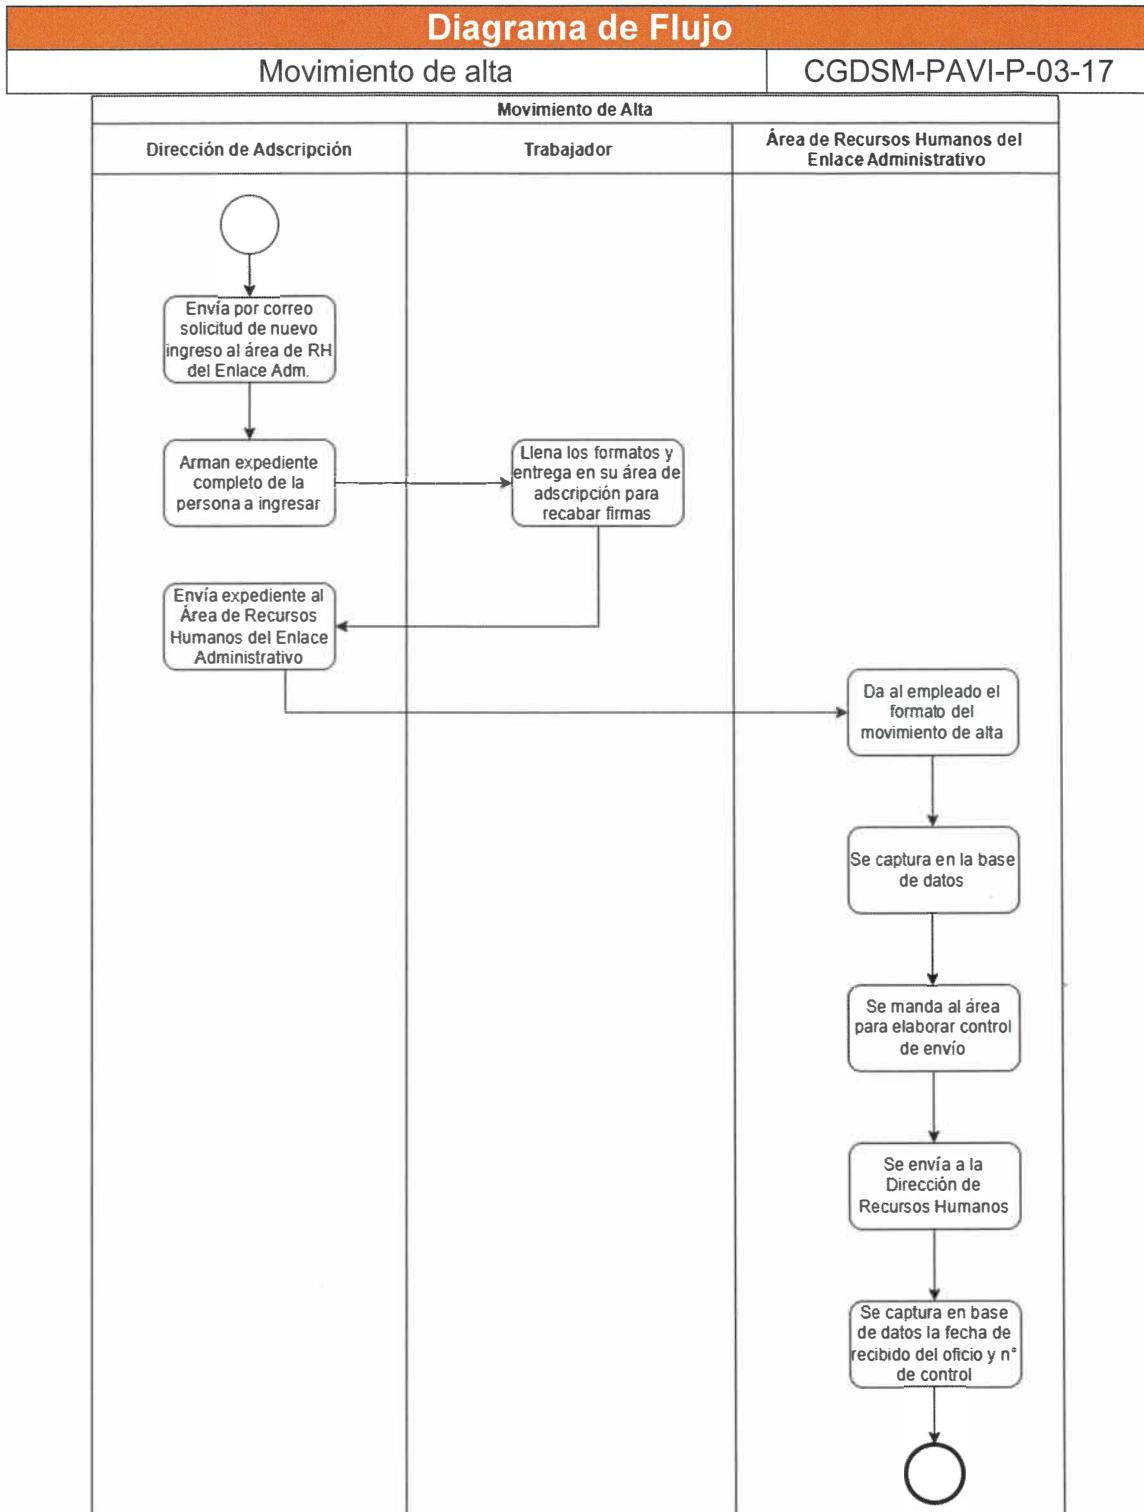 Diagrama de Flujo
Movimiento de alta
CGDSM-PAVI-P-03-17
Movimiento de Alta
Dirección de Adscripción
Trabajador
Área de Recursos Humanos del
Enlace Administrativo
Envía por correo
solicitud de nuevo
ingreso al área de RH
del Enlace Adm.
Arman expediente
completo de la
persona a ingresar
Llena los formatos y
entrega en su área de
adscripción para
recabar firmas
Envía expediente al
Área de Recursos
Humanos del Enlace
Administrativo
Da al empleado el
formato del
movimiento de alta
Se captura en la base
de datos
Se manda al área
para elaborar control
de envío
Se envía a la
Dirección de
Recursos Humanos
Se captura en base
de datos la fecha de
recibido del oficio y nª
de control